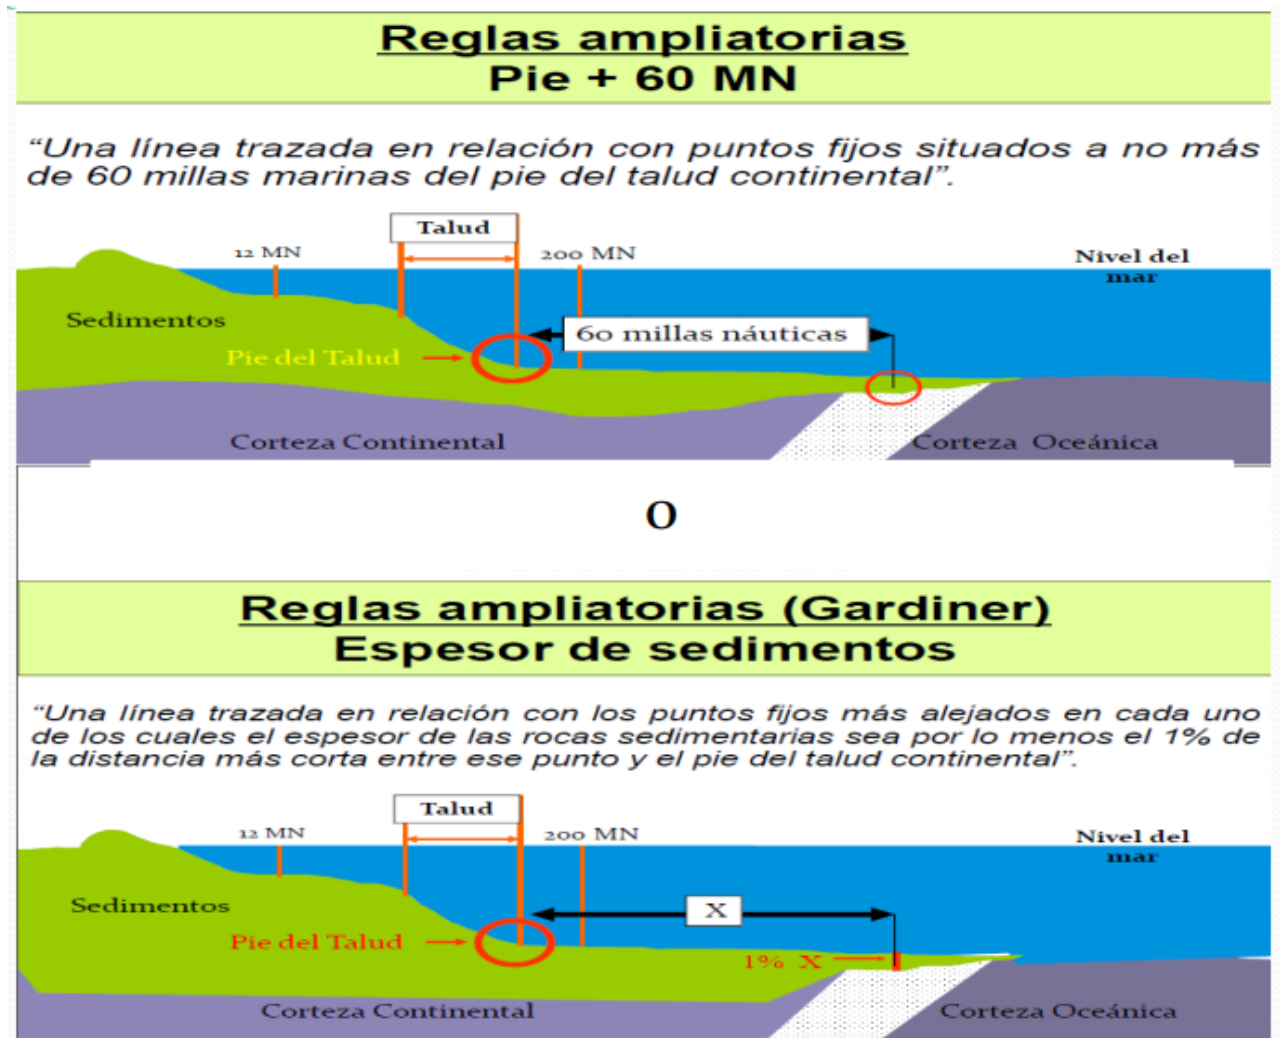 Reglas ampliatorias
Pie + 60 MN
“Una línea trazada en relación con puntos fijos situados a no más
de 60 millas marinas del pie del talud continental”.
Talud
12 MN
200 MN
Nivel del
mar
Sedimentos
60 millas náuticas
Pie del Talud
Corteza Continental
Corteza Oceánica
O
Reglas ampliatorias (Gardiner)
Espesor de sedimentos
“Una línea trazada en relación con los puntos fijos más alejados en cada uno
de los cuales el espesor de las rocas sedimentarias sea por lo menos el 1% de
la distancia más corta entre ese punto y el pie del talud continental”.
Talud
12 MN
200 MN
Nivel del
mar
Sedimentos
X
Pie del Talud
1% X
Corteza Continental
Corteza Oceánica